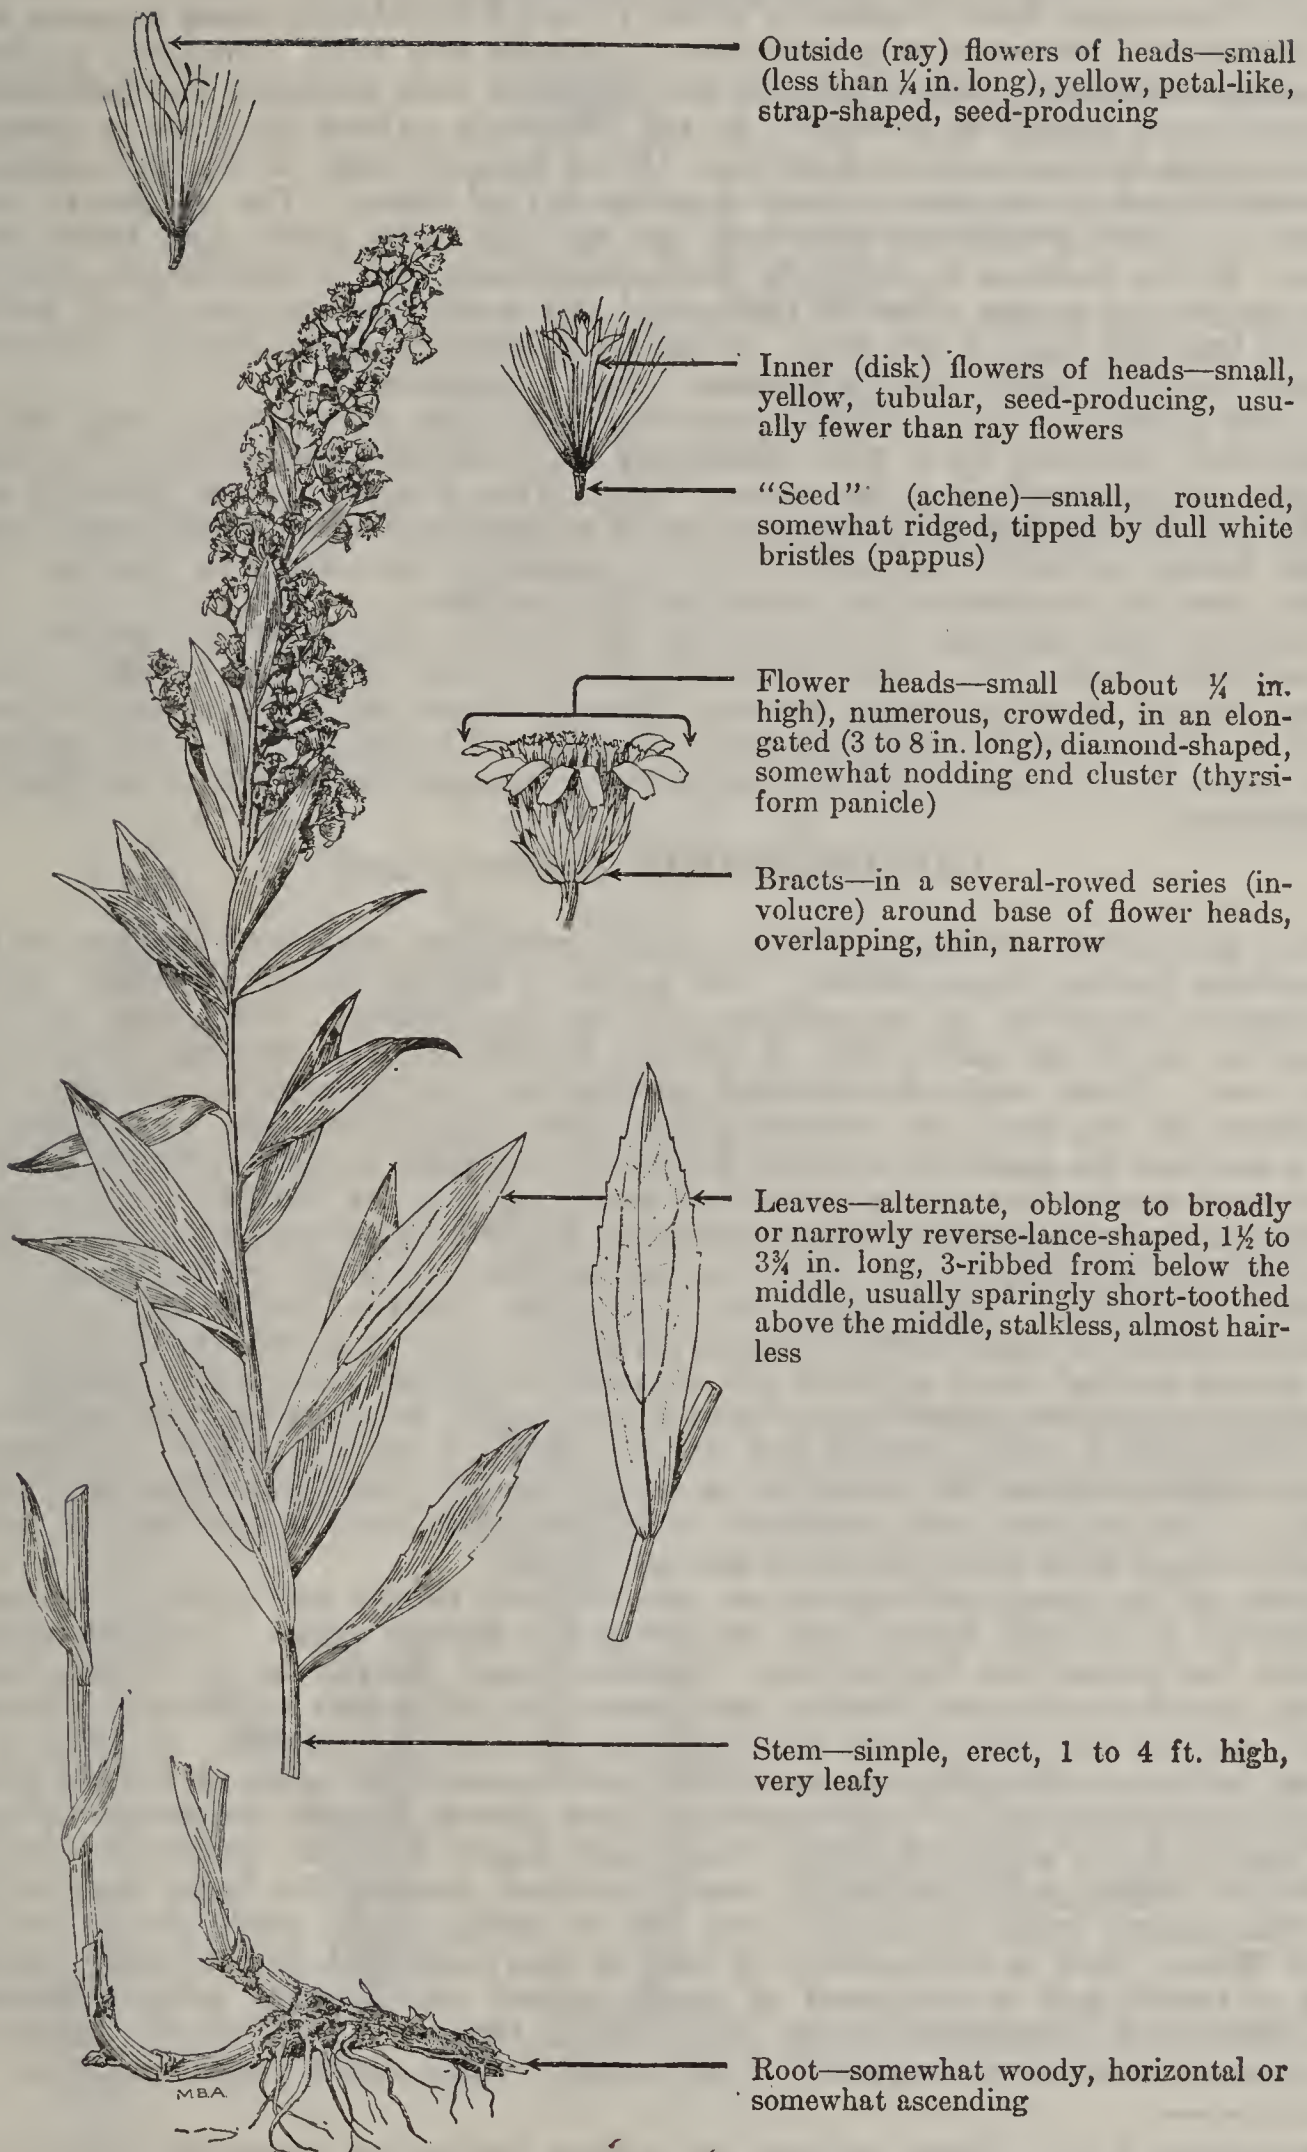 Outside (ray) flowers of heads—small
(less than ¼ in. long), yellow, petal-like,
strap-shaped, seed-producing
Inner (disk) flowers of heads—small,
yellow, tubular, seed-producing, usu-
ally fewer than ray flowers
"Seed" (achene)—small, rounded,
somewhat ridged, tipped by dull white
bristles (pappus)
Flower heads—small (about ¼ in.
high), numerous, crowded, in an elon-
gated (3 to 8 in. long), diamond-shaped,
somewhat nodding end cluster (thyrsi-
form panicle)
Bracts—in a several-rowed series (in-
volucre) around base of flower heads,
overlapping, thin, narrow
Leaves—alternate, oblong to broadly
or narrowly reverse-lance-shaped, 1½ to
3¾ in. long, 3-ribbed from below the
middle, usually sparingly short-toothed
above the middle, stalkless, almost hair-
less
Stem—simple, erect, 1 to 4 ft. high,
very leafy
Root—somewhat woody, horizontal or
somewhat ascending
M.B.A.